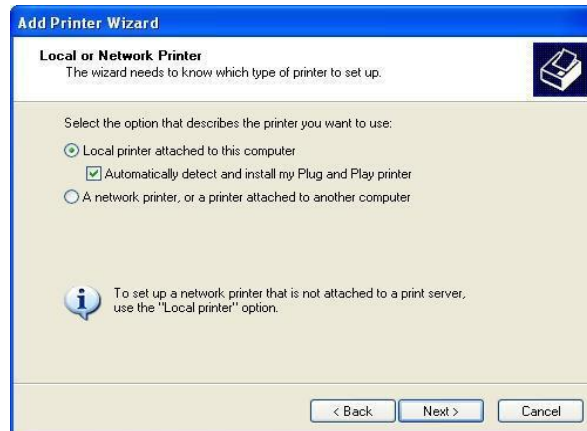 Add Printer Wizard
Local or Network Printer
The wizard needs to know which type of printer to set up.
Select the option that describes the printer you want to use:
Local printer attached to this computer
Automatically detect and install my Plug and Play printer
A network printer, or a printer attached to another computer
To set up a network printer that is not attached to a print server,
use the "Local printer" option.
< Back Next > Cancel